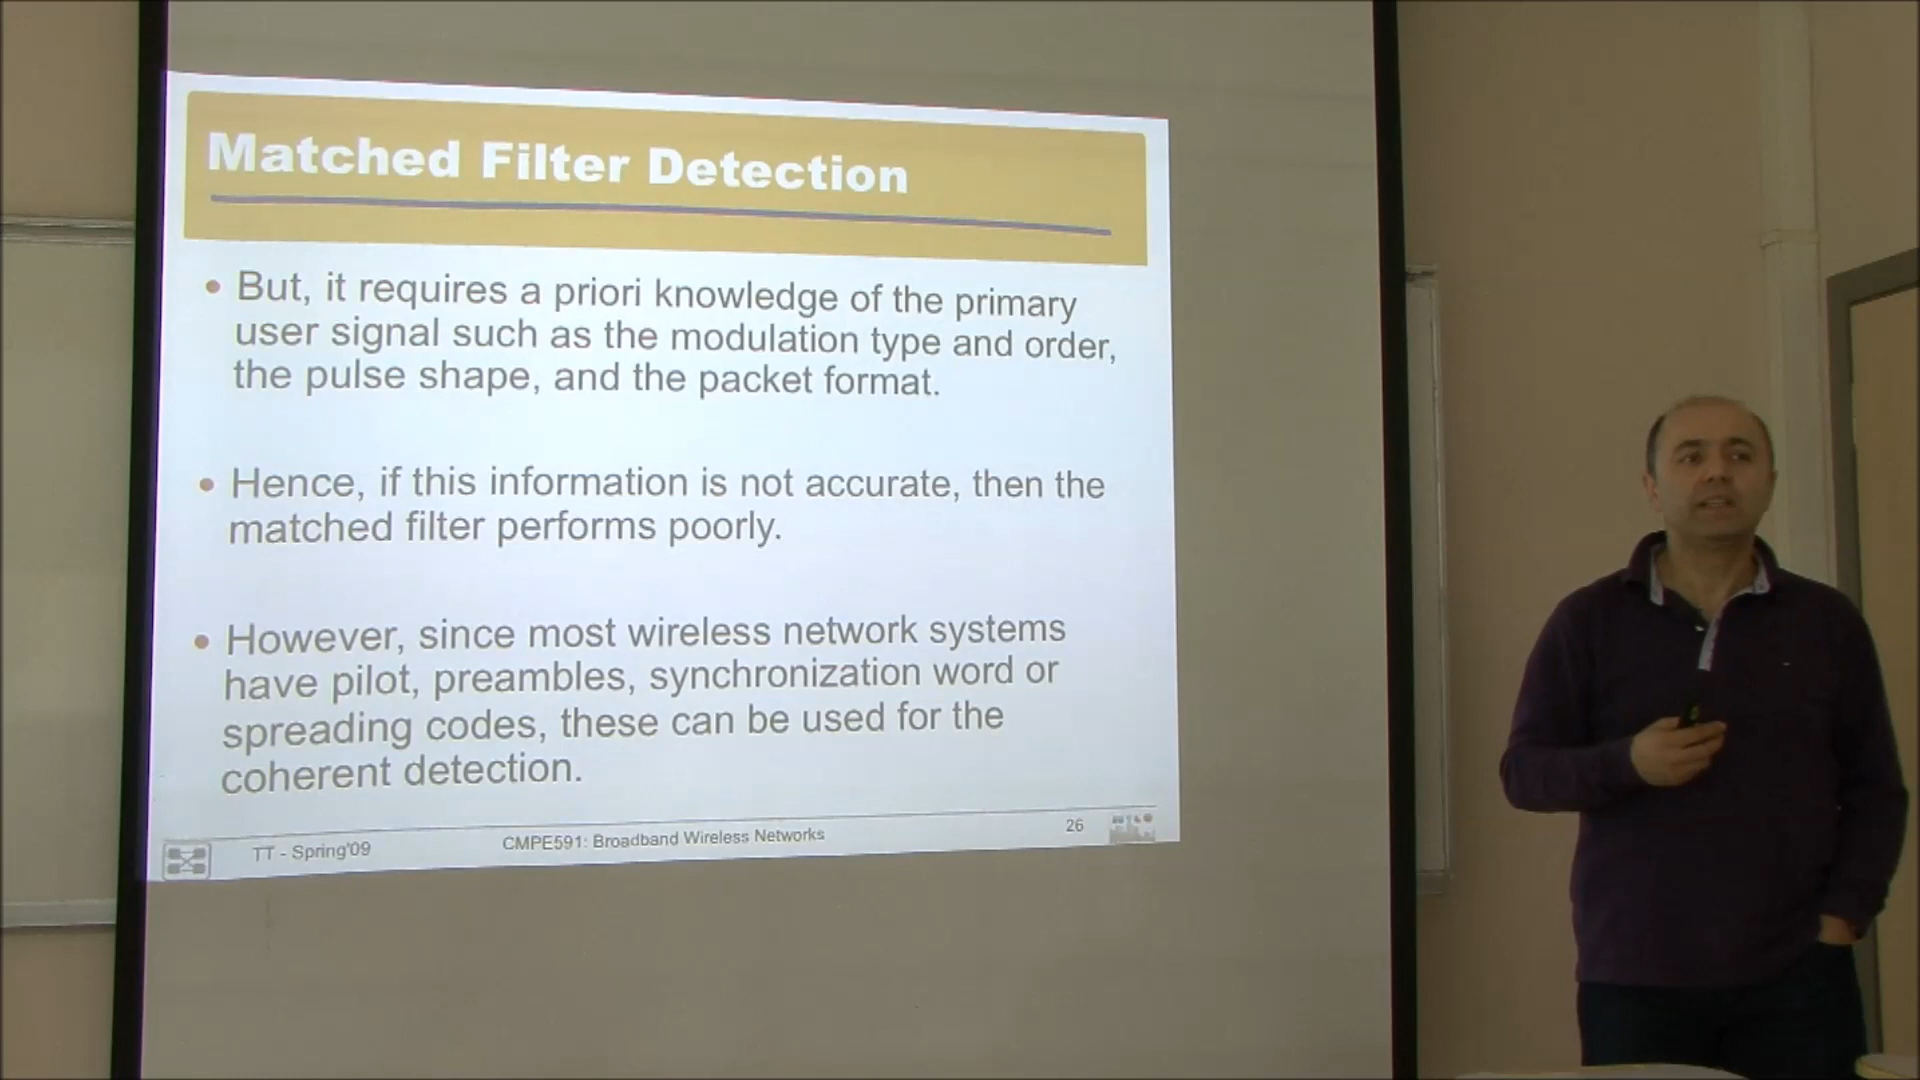 Matched Filter Detection
• But, it requires a priori knowledge of the primary
user signal such as the modulation type and order,
the pulse shape, and the packet format.
• Hence, if this information is not accurate, then the
matched filter performs poorly.
• However, since most wireless network systems
have pilot, preambles, synchronization word or
spreading codes, these can be used for the
coherent detection.
TT - Spring'09
CMPE591: Broadband Wireless Networks
26